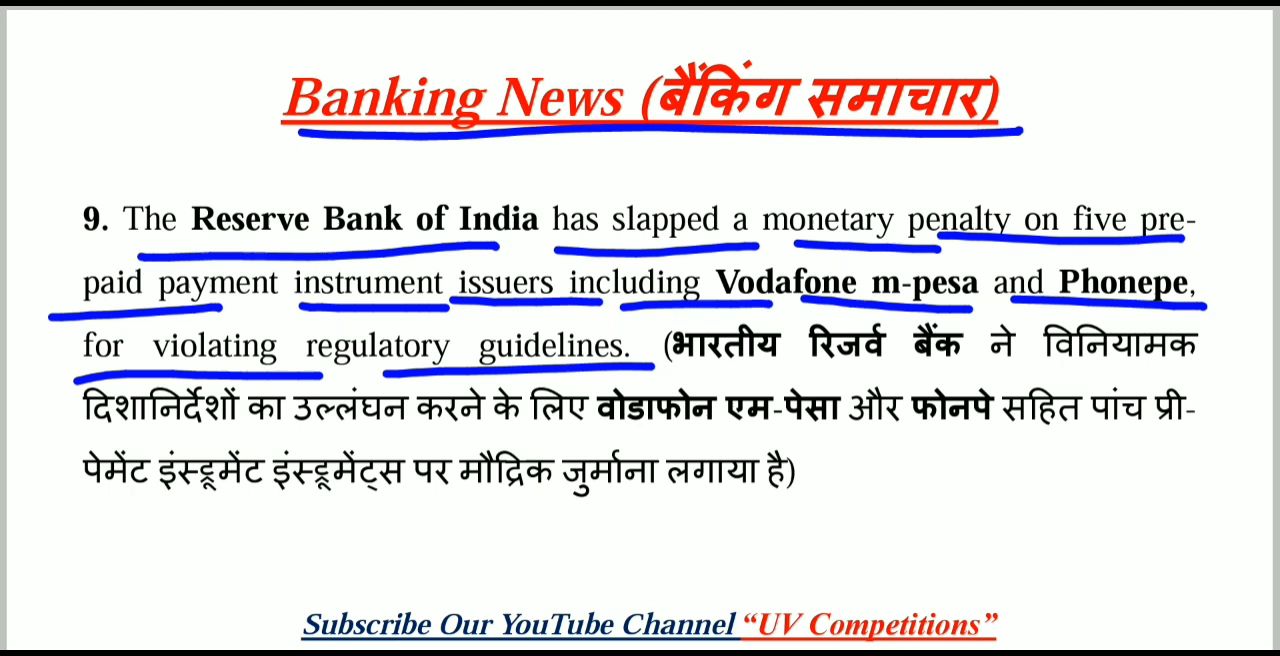 Banking News (बैंकिंग समाचार)
9. The Reserve Bank of India has slapped a monetary penalty on five pre-
paid payment instrument issuers including Vodafone m-pesa and Phonepe,
for violating regulatory guidelines. (भारतीय रिजर्व बैंक ने विनियामक
दिशानिर्देशों का उल्लंघन करने के लिए वोडाफोन एम-पेसा और फोनपे सहित पांच प्री-
पेमेंट इंस्ड्रूमेंट इंस्ड्रूमेंट्स पर मौद्रिक जुर्माना लगाया है)
Subscribe Our YouTube Channel “UV Competitions”